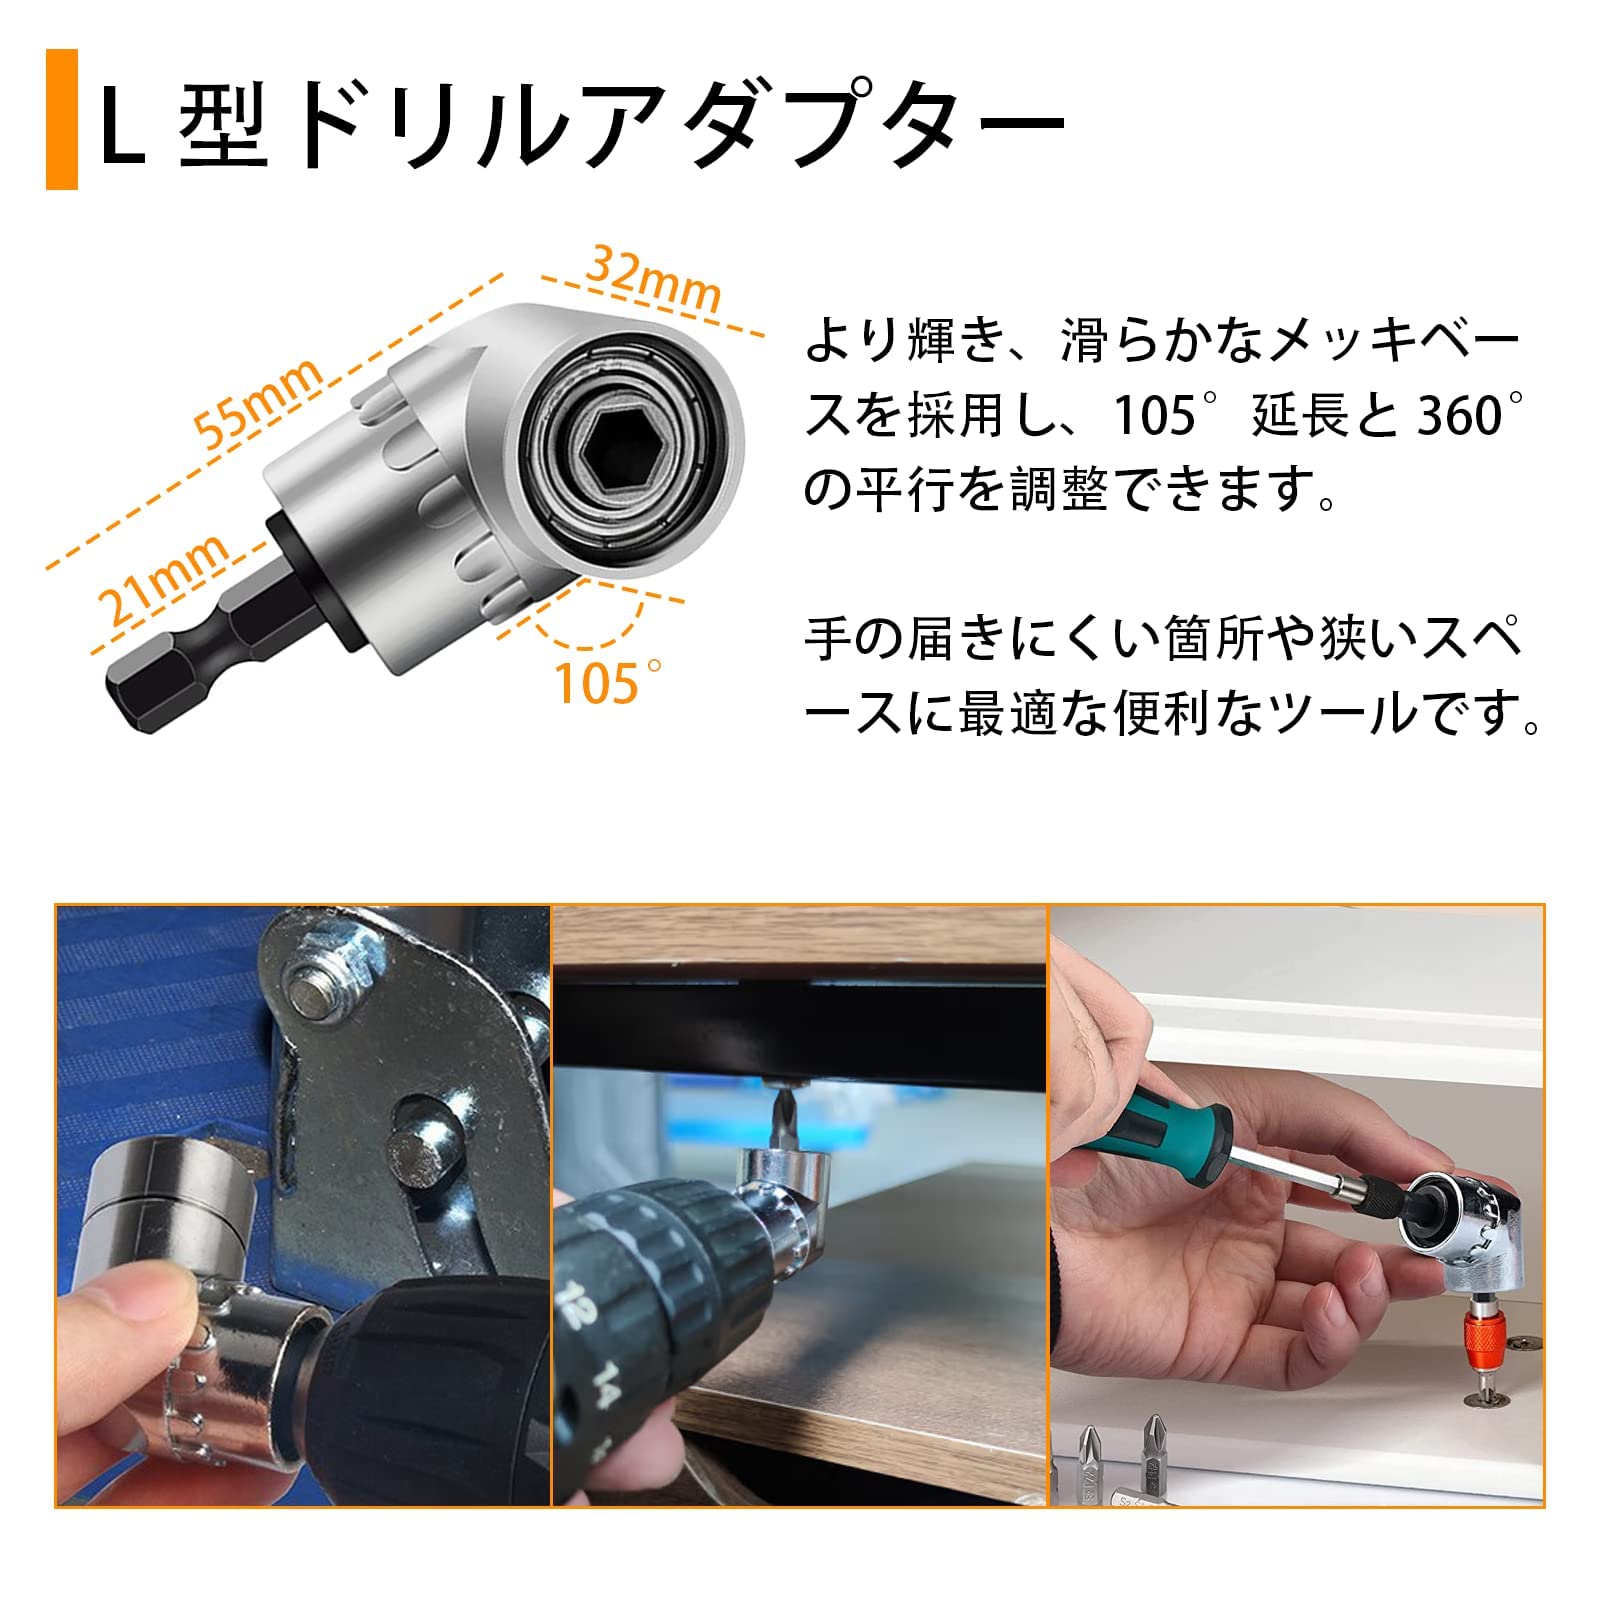 L 型ドリルアダプター
32mm
55mm
21mm
105°
より輝き、滑らかなメッキベー
スを採用し、105°延長と 360°
の平行を調整できます。
手の届きにくい箇所や狭いスペ
ースに最適な便利なツールです。
12
14